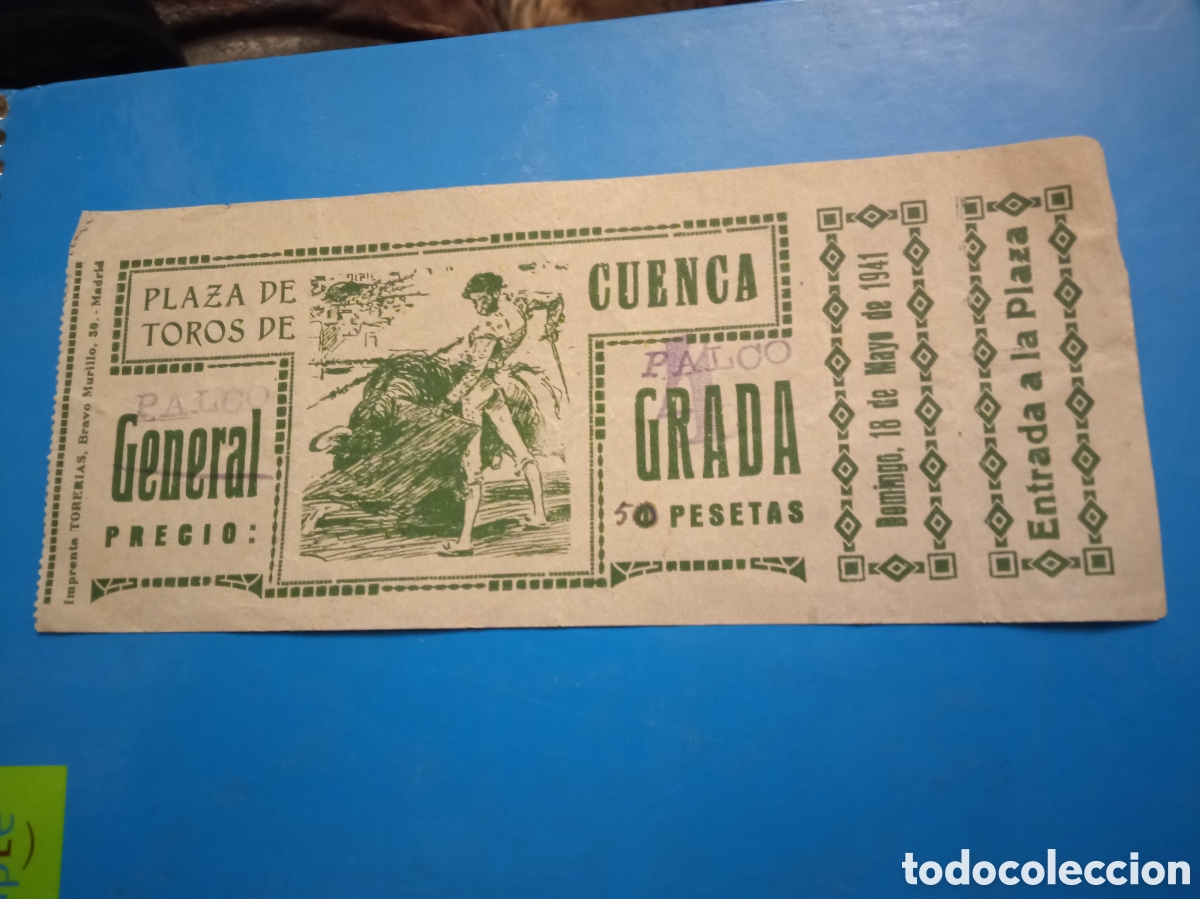 Imprenta TORERIAS, Bravo Murillo, 30. - Madrid
PLAZA DE
TOROS DE
CUENCA
PALCO
General
PRECIO:
PALCO
GRADA
50 PESETAS
Domingo, 18 de Mayo de 1941
Entrada a la Plaza
todocoleccion